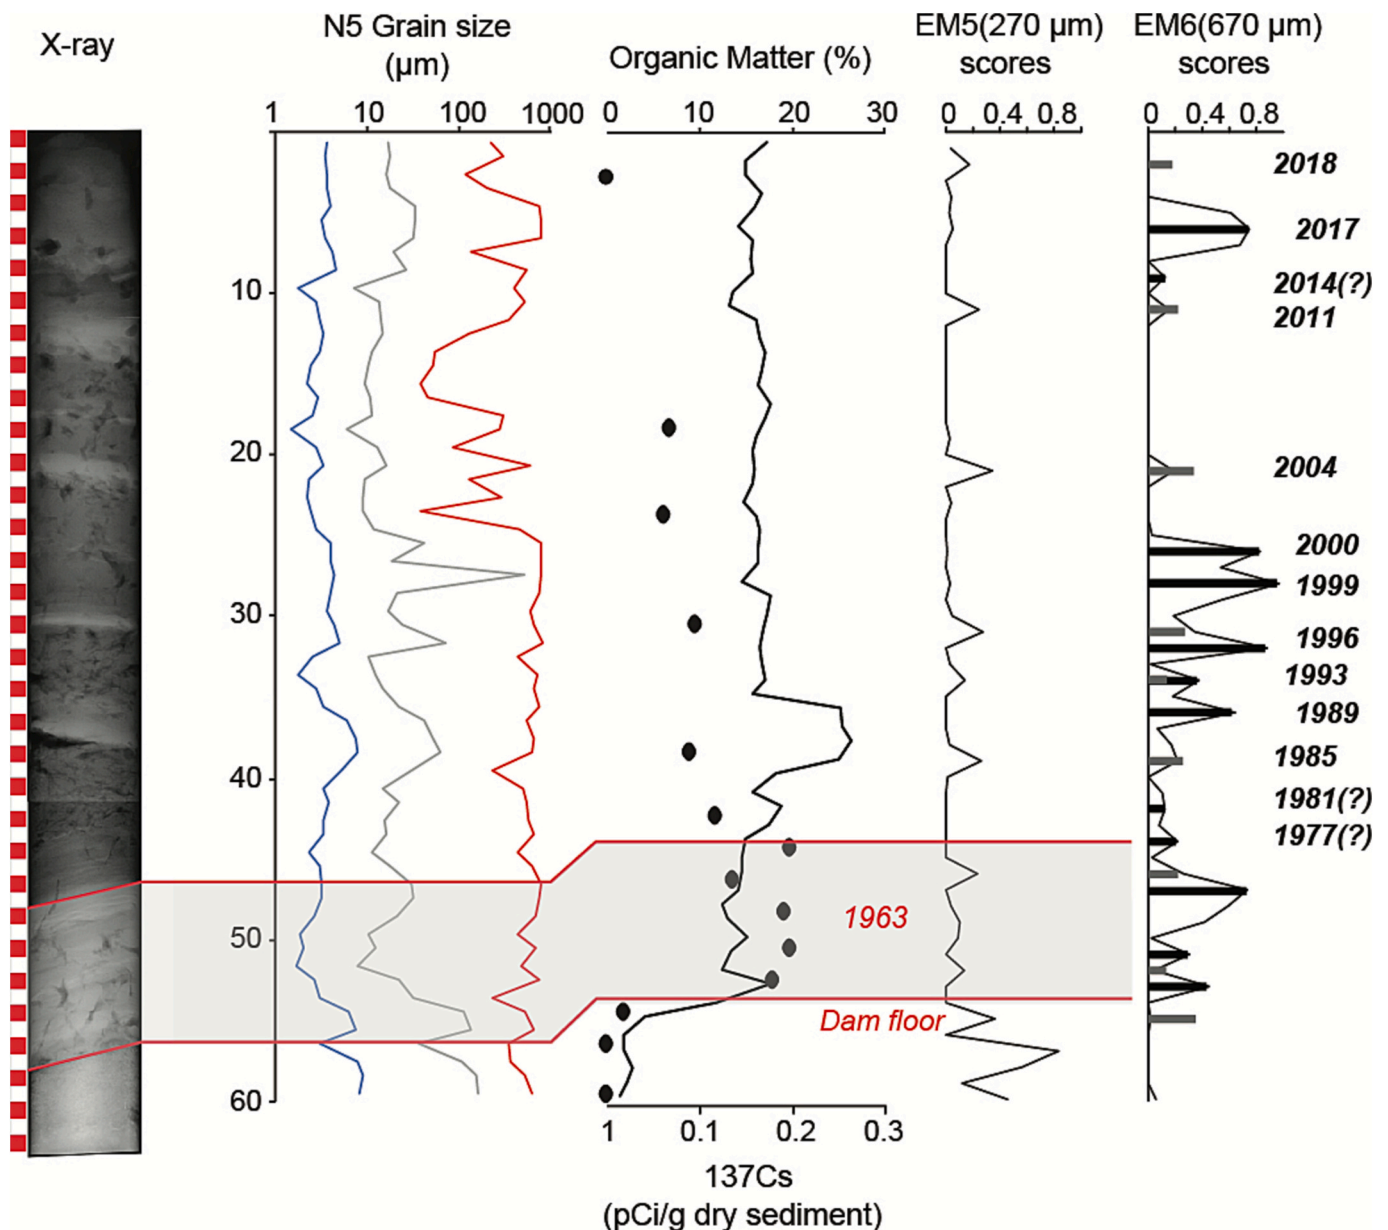 X-ray
N5 Grain size
(µm)
Organic Matter (%)
EM5(270 µm)
scores
EM6(670 µm)
scores
1 10 100 1000
0 10 20 30
0 0.4 0.8
0 0.4 0.8
2018
2017
10
2014(?)
2011
20
2004
2000
1999
30
1996
1993
1989
1985
40
1981(?)
1977(?)
1963
50
Dam floor
60
1 0.1 0.2 0.3
137Cs
(pCi/g dry sediment)